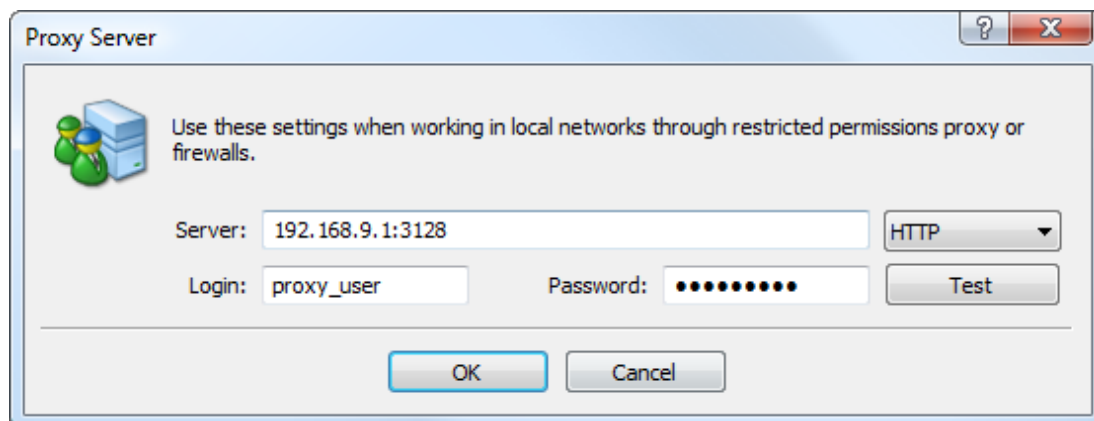 Proxy Server
Use these settings when working in local networks through restricted permissions proxy or
firewalls.
Server: 192.168.9.1:3128 HTTP
Login: proxy_user Password: ●●●●●●●●● Test
OK Cancel